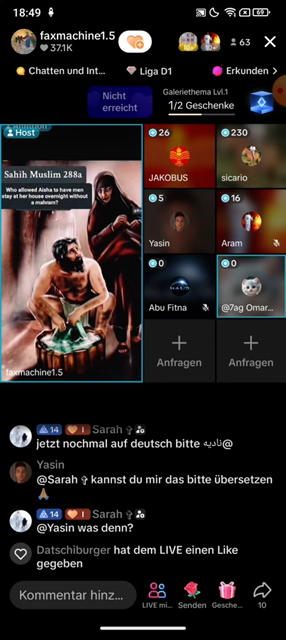 18:49
69
faxmachine1.5
37.1K
63
Chatten und Int...
Liga D1
Erkunden >
Nicht
erreicht
Galeriethema Lvl.1
1/2 Geschenke
Host
Sahih Muslim 288a
Who allowed Aisha to have men
stay at her house overnight without
a mahram?
faxmachine1.5
26
JAKOBUS
230
sicario
5
Yasin
16
Aram
0
Abu Fitna
0
@7ag Omar...
Anfragen
Anfragen
14 I Sarah ✞
jetzt nochmal auf deutsch bitte نادية@
Yasin
@Sarah ✞ kannst du mir das bitte übersetzen
🙏🏽
14 I Sarah ✞
@Yasin was denn?
Datschiburger hat dem LIVE einen Like
gegeben
Kommentar hinz...
LIVE mi...
Senden
Gesche...
10